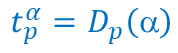 t_p^α = D_p(α)